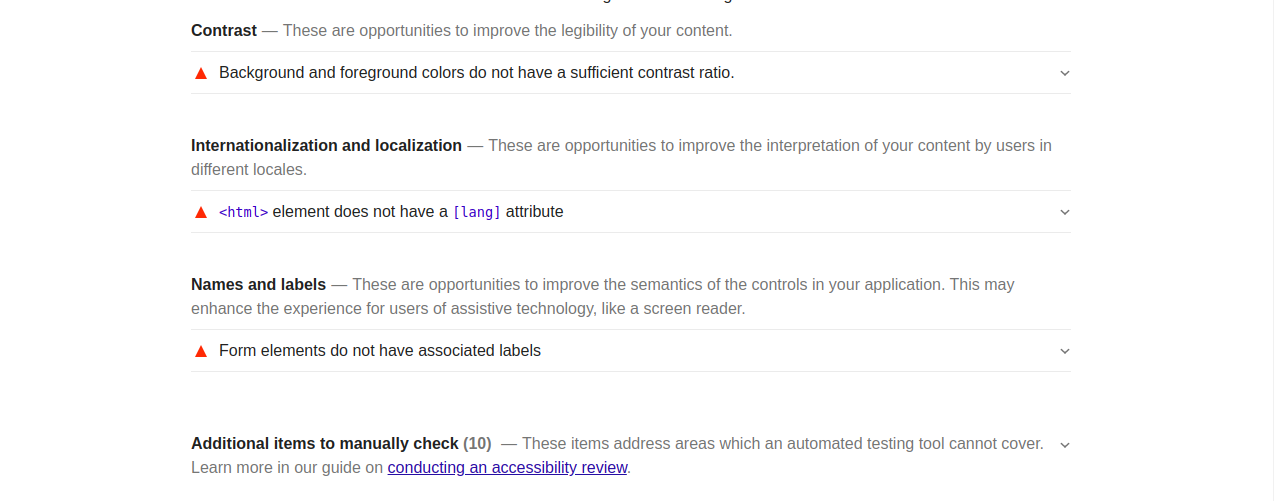 Contrast — These are opportunities to improve the legibility of your content.
Background and foreground colors do not have a sufficient contrast ratio.
Internationalization and localization — These are opportunities to improve the interpretation of your content by users in
different locales.
<html> element does not have a [lang] attribute
Names and labels — These are opportunities to improve the semantics of the controls in your application. This may
enhance the experience for users of assistive technology, like a screen reader.
Form elements do not have associated labels
Additional items to manually check (10) — These items address areas which an automated testing tool cannot cover.
Learn more in our guide on conducting an accessibility review.